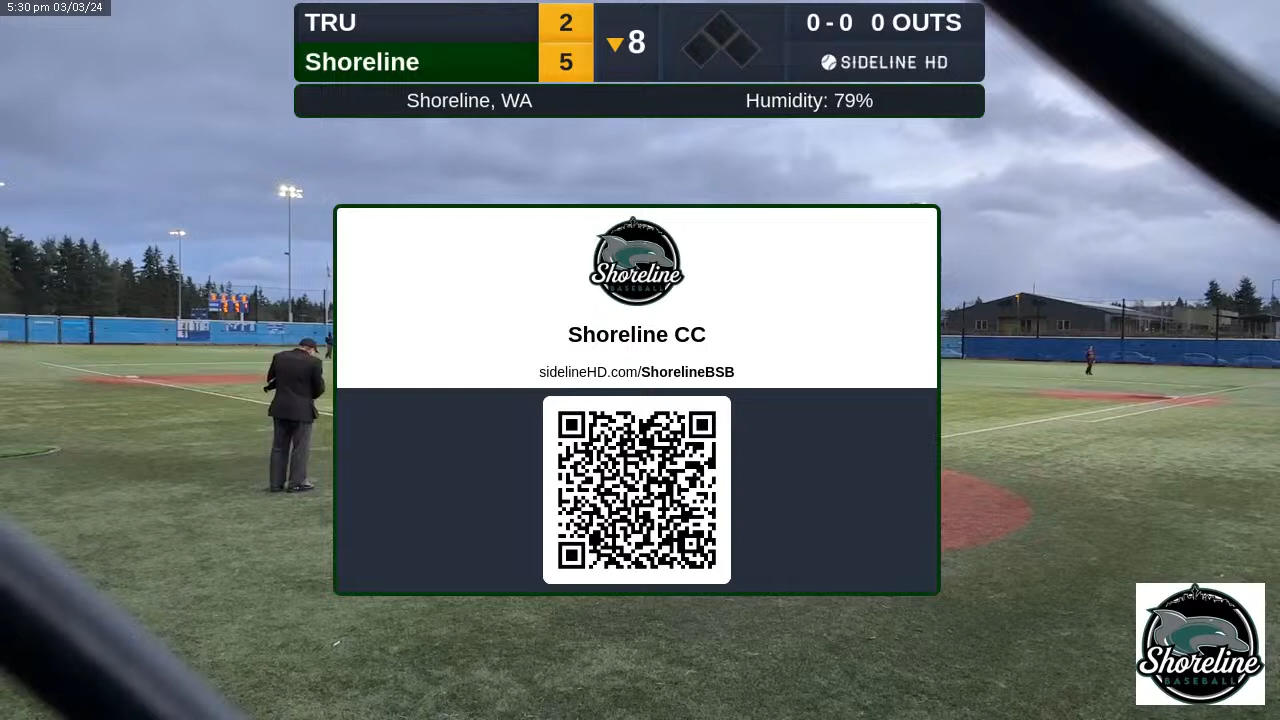 5:30 pm 03/03/24
TRU 2
Shoreline 5
8
0 - 0 0 OUTS
SIDELINE HD
Shoreline, WA Humidity: 79%
Shoreline
BASEBALL
Shoreline CC
sidelineHD.com/ShorelineBSB
Shoreline
BASEBALL